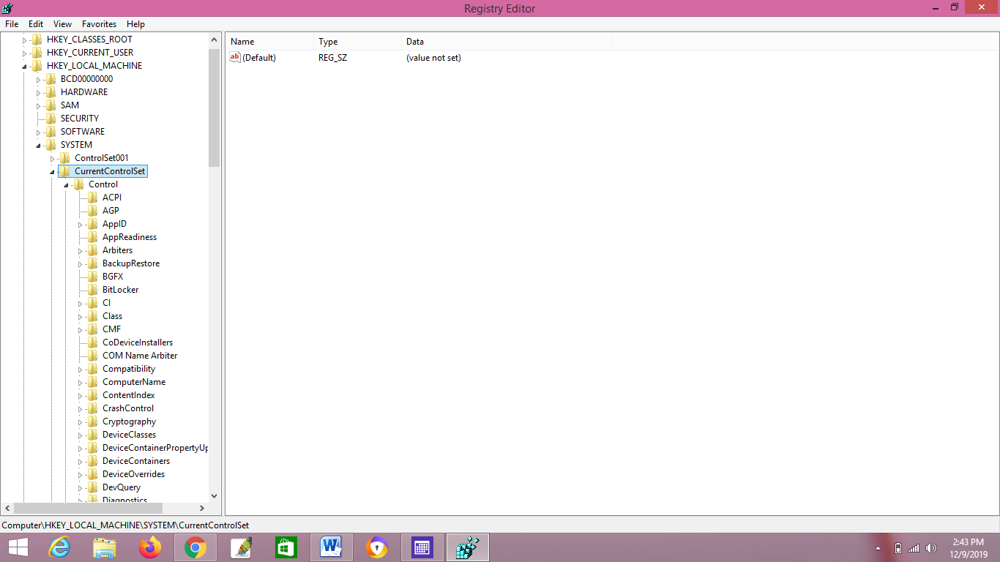 Registry Editor
File Edit View Favorites Help
HKEY_CLASSES_ROOT
HKEY_CURRENT_USER
HKEY_LOCAL_MACHINE
BCD00000000
HARDWARE
SAM
SECURITY
SOFTWARE
SYSTEM
ControlSet001
CurrentControlSet
Control
ACPI
AGP
AppID
AppReadiness
Arbiters
BackupRestore
BGFX
BitLocker
CI
Class
CMF
CoDeviceInstallers
COM Name Arbiter
Compatibility
ComputerName
ContentIndex
CrashControl
Cryptography
DeviceClasses
DeviceContainerPropertyUp
DeviceContainers
DeviceOverrides
DevQuery
Diagnostics
Name Type Data
ab (Default) REG_SZ (value not set)
Computer\HKEY_LOCAL_MACHINE\SYSTEM\CurrentControlSet
2:43 PM
12/9/2019